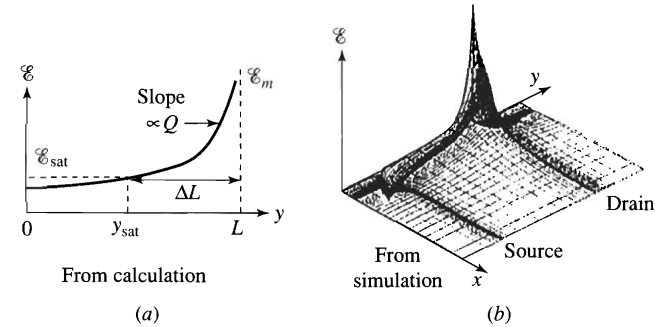 ℰ
ℰm
Slope
∝ Q
ℰsat
ΔL
0
ysat
L
y
From calculation
(a)
ℰ
y
Drain
Source
From
simulation
x
(b)